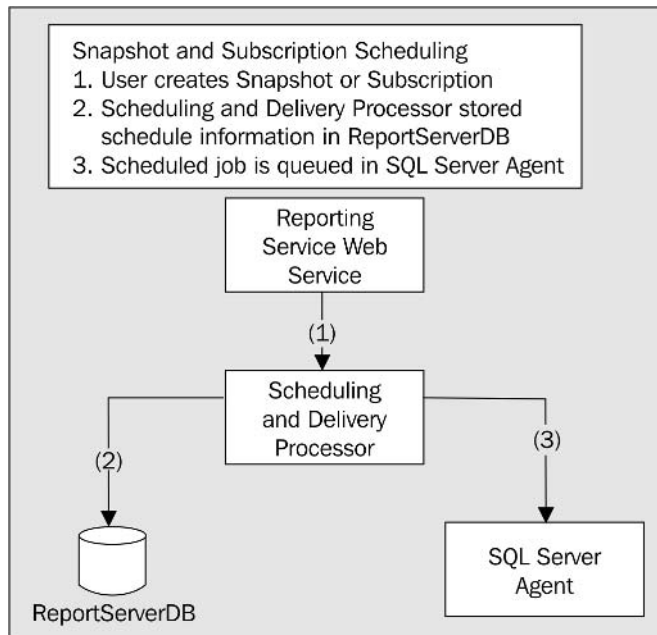 Snapshot and Subscription Scheduling
1. User creates Snapshot or Subscription
2. Scheduling and Delivery Processor stored
schedule information in ReportServerDB
3. Scheduled job is queued in SQL Server Agent
Reporting
Service Web
Service
(1)
Scheduling
and Delivery
Processor
(2)
(3)
ReportServerDB
SQL Server
Agent